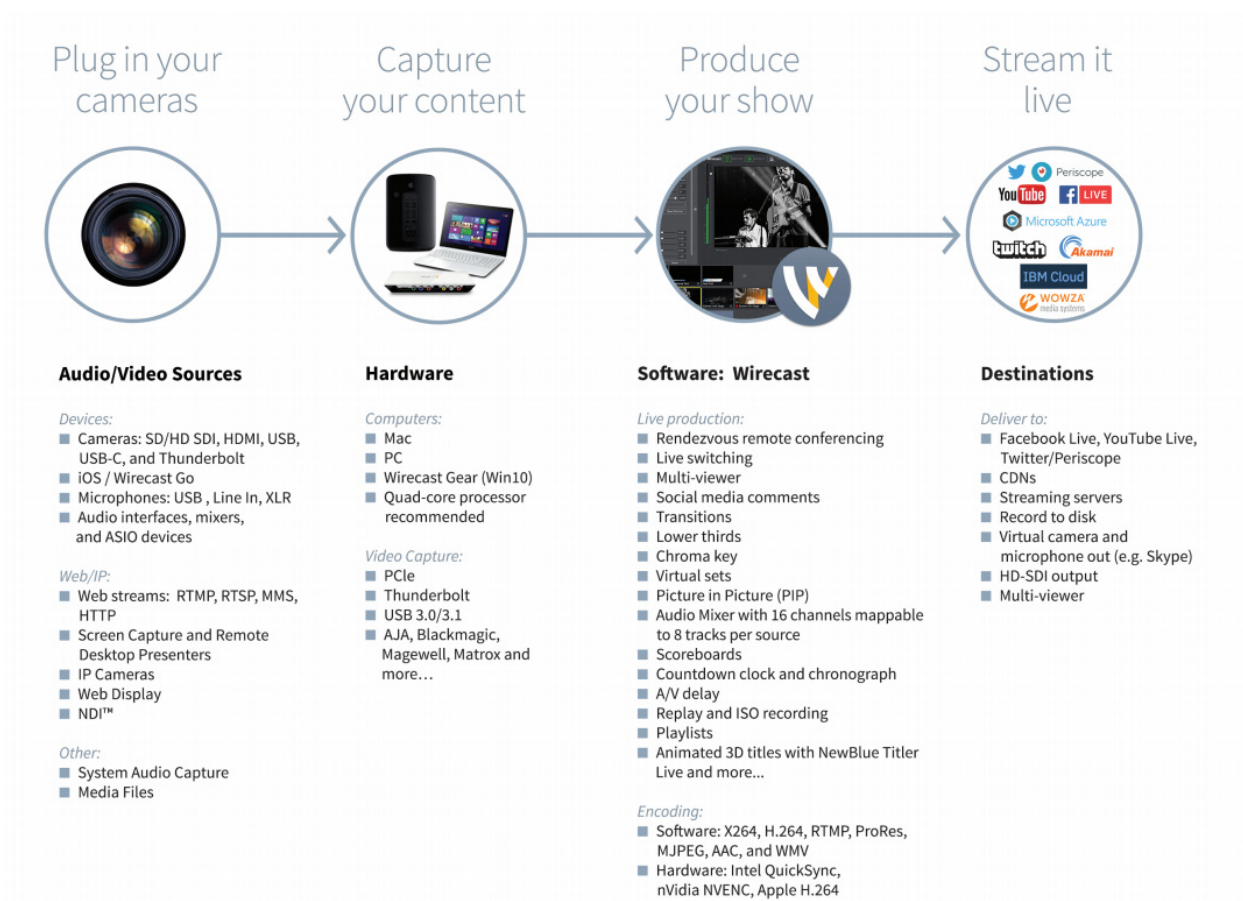 Plug in your
cameras
Capture
your content
Produce
your show
Stream it
live
Periscope
YouTube
f LIVE
Microsoft Azure
twitch
Akamai
IBM Cloud
WOWZA
media systems
Audio/Video Sources
Devices:
Cameras: SD/HD SDI, HDMI, USB,
USB-C, and Thunderbolt
iOS / Wirecast Go
Microphones: USB , Line In, XLR
Audio interfaces, mixers,
and ASIO devices
Web/IP:
Web streams: RTMP, RTSP, MMS,
HTTP
Screen Capture and Remote
Desktop Presenters
IP Cameras
Web Display
NDI™
Other:
System Audio Capture
Media Files
Hardware
Computers:
Mac
PC
Wirecast Gear (Win10)
Quad-core processor
recommended
Video Capture:
PCIe
Thunderbolt
USB 3.0/3.1
AJA, Blackmagic,
Magewell, Matrox and
more…
Software: Wirecast
Live production:
Rendezvous remote conferencing
Live switching
Multi-viewer
Social media comments
Transitions
Lower thirds
Chroma key
Virtual sets
Picture in Picture (PIP)
Audio Mixer with 16 channels mappable
to 8 tracks per source
Scoreboards
Countdown clock and chronograph
A/V delay
Replay and ISO recording
Playlists
Animated 3D titles with NewBlue Titler
Live and more...
Encoding:
Software: X264, H.264, RTMP, ProRes,
MJPEG, AAC, and WMV
Hardware: Intel QuickSync,
nVidia NVENC, Apple H.264
Destinations
Deliver to:
Facebook Live, YouTube Live,
Twitter/Periscope
CDNs
Streaming servers
Record to disk
Virtual camera and
microphone out (e.g. Skype)
HD-SDI output
Multi-viewer